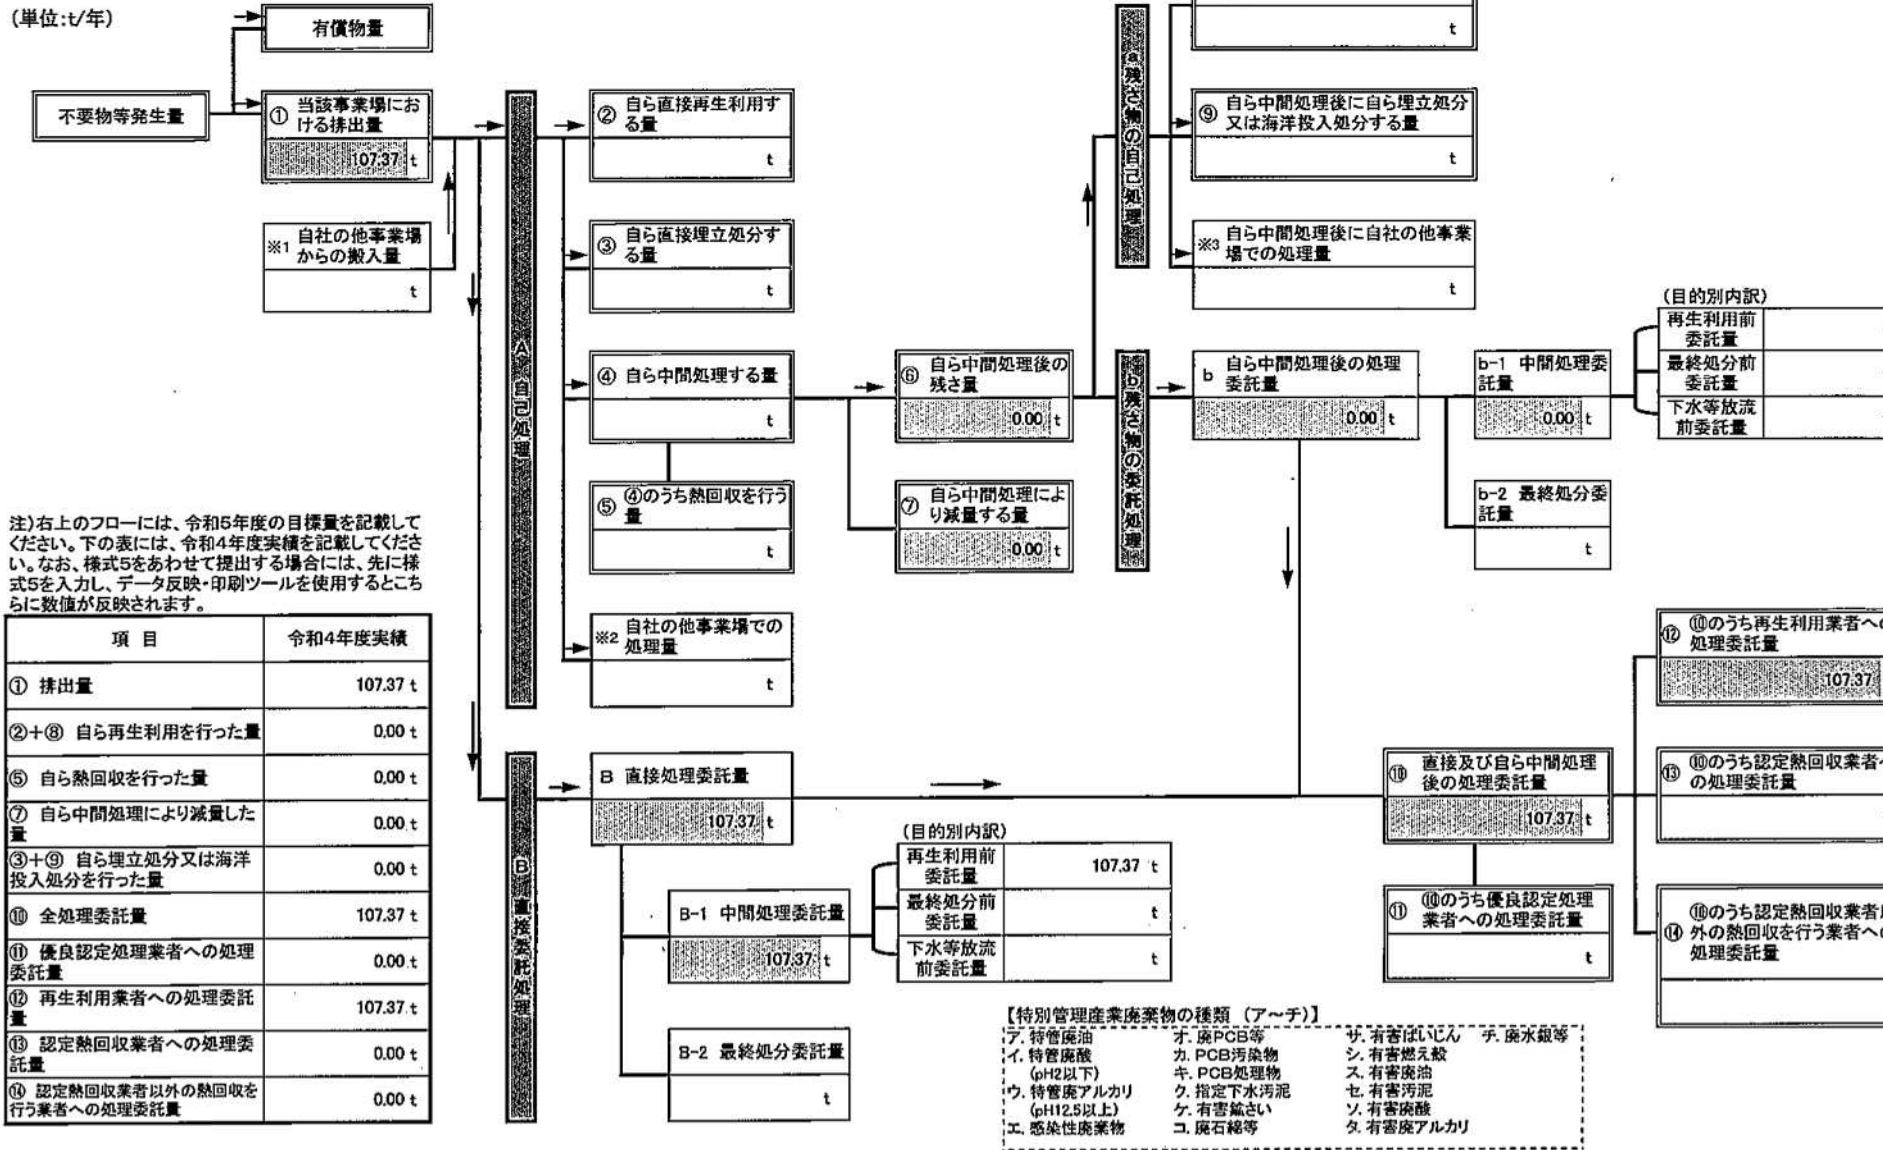 (単位:t/年)
有償物量
t
不要物等発生量
① 当該事業場にお
ける排出量
107.37 t
※1 自社の他事業場
からの搬入量
t
A 自己処理
② 自ら直接再生利用す
る量
t
③ 自ら直接埋立処分す
る量
t
④ 自ら中間処理する量
t
⑤ ④のうち熱回収を行う
量
t
※2 自社の他事業場での
処理量
t
⑥ 自ら中間処理後の
残さ量
0.00 t
⑦ 自ら中間処理によ
り減量する量
0.00 t
a 残さ物の自己処理
⑨ 自ら中間処理後に自ら埋立処分
又は海洋投入処分する量
t
※3 自ら中間処理後に自社の他事業
場での処理量
t
b 残さ物の委託処理
b 自ら中間処理後の処理
委託量
0.00 t
b-1 中間処理委
託量
0.00 t
b-2 最終処分委
託量
t
(目的別内訳)
再生利用前
委託量
最終処分前
委託量
下水等放流
前委託量
注)右上のフローには、令和5年度の目標量を記載して
ください。下の表には、令和4年度実績を記載してくださ
い。なお、様式5をあわせて提出する場合には、先に様
式5を入力し、データ反映・印刷ツールを使用するとこち
らに数値が反映されます。
項 目 令和4年度実績
① 排出量 107.37 t
②+⑧ 自ら再生利用を行った量 0.00 t
⑤ 自ら熱回収を行った量 0.00 t
⑦ 自ら中間処理により減量した
量 0.00 t
③+⑨ 自ら埋立処分又は海洋
投入処分を行った量 0.00 t
⑩ 全処理委託量 107.37 t
⑪ 優良認定処理業者への処理
委託量 0.00 t
⑫ 再生利用業者への処理委託
量 107.37 t
⑬ 認定熱回収業者への処理委
託量 0.00 t
⑭ 認定熱回収業者以外の熱回収を
行う業者への処理委託量 0.00 t
B 直接委託処理
B 直接処理委託量
107.37 t
B-1 中間処理委託量
107.37 t
B-2 最終処分委託量
t
(目的別内訳)
再生利用前
委託量 107.37 t
最終処分前
委託量 t
下水等放流
前委託量 t
⑩ 直接及び自ら中間処理
後の処理委託量
107.37 t
⑪ ⑩のうち優良認定処理
業者への処理委託量
t
⑫ ⑩のうち再生利用業者への
処理委託量
107.37
⑬ ⑩のうち認定熱回収業者へ
の処理委託量
⑭ ⑩のうち認定熱回収業者以
外の熱回収を行う業者への
処理委託量
【特別管理産業廃棄物の種類 (ア～チ)】
ア. 特管廃油 オ. 廃PCB等 サ. 有害ばいじん チ. 廃水銀等
イ. 特管廃酸 カ. PCB汚染物 シ. 有害燃え殻
(pH2以下) キ. PCB処理物 ス. 有害廃油
ウ. 特管廃アルカリ ク. 指定下水汚泥 セ. 有害汚泥
(pH12.5以上) ケ. 有害鉱さい ソ. 有害廃酸
エ. 感染性廃棄物 コ. 廃石綿等 タ. 有害廃アルカリ